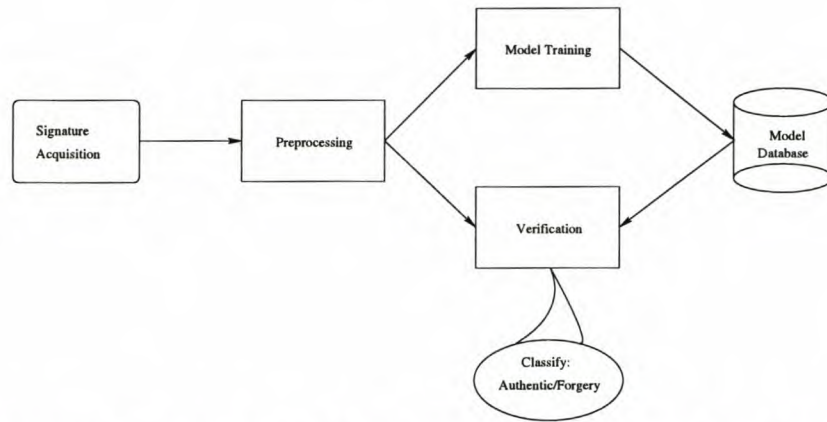 Model Training
Signature
Acquisition
Preprocessing
Model
Database
Verification
Classify:
Authentic/Forgery